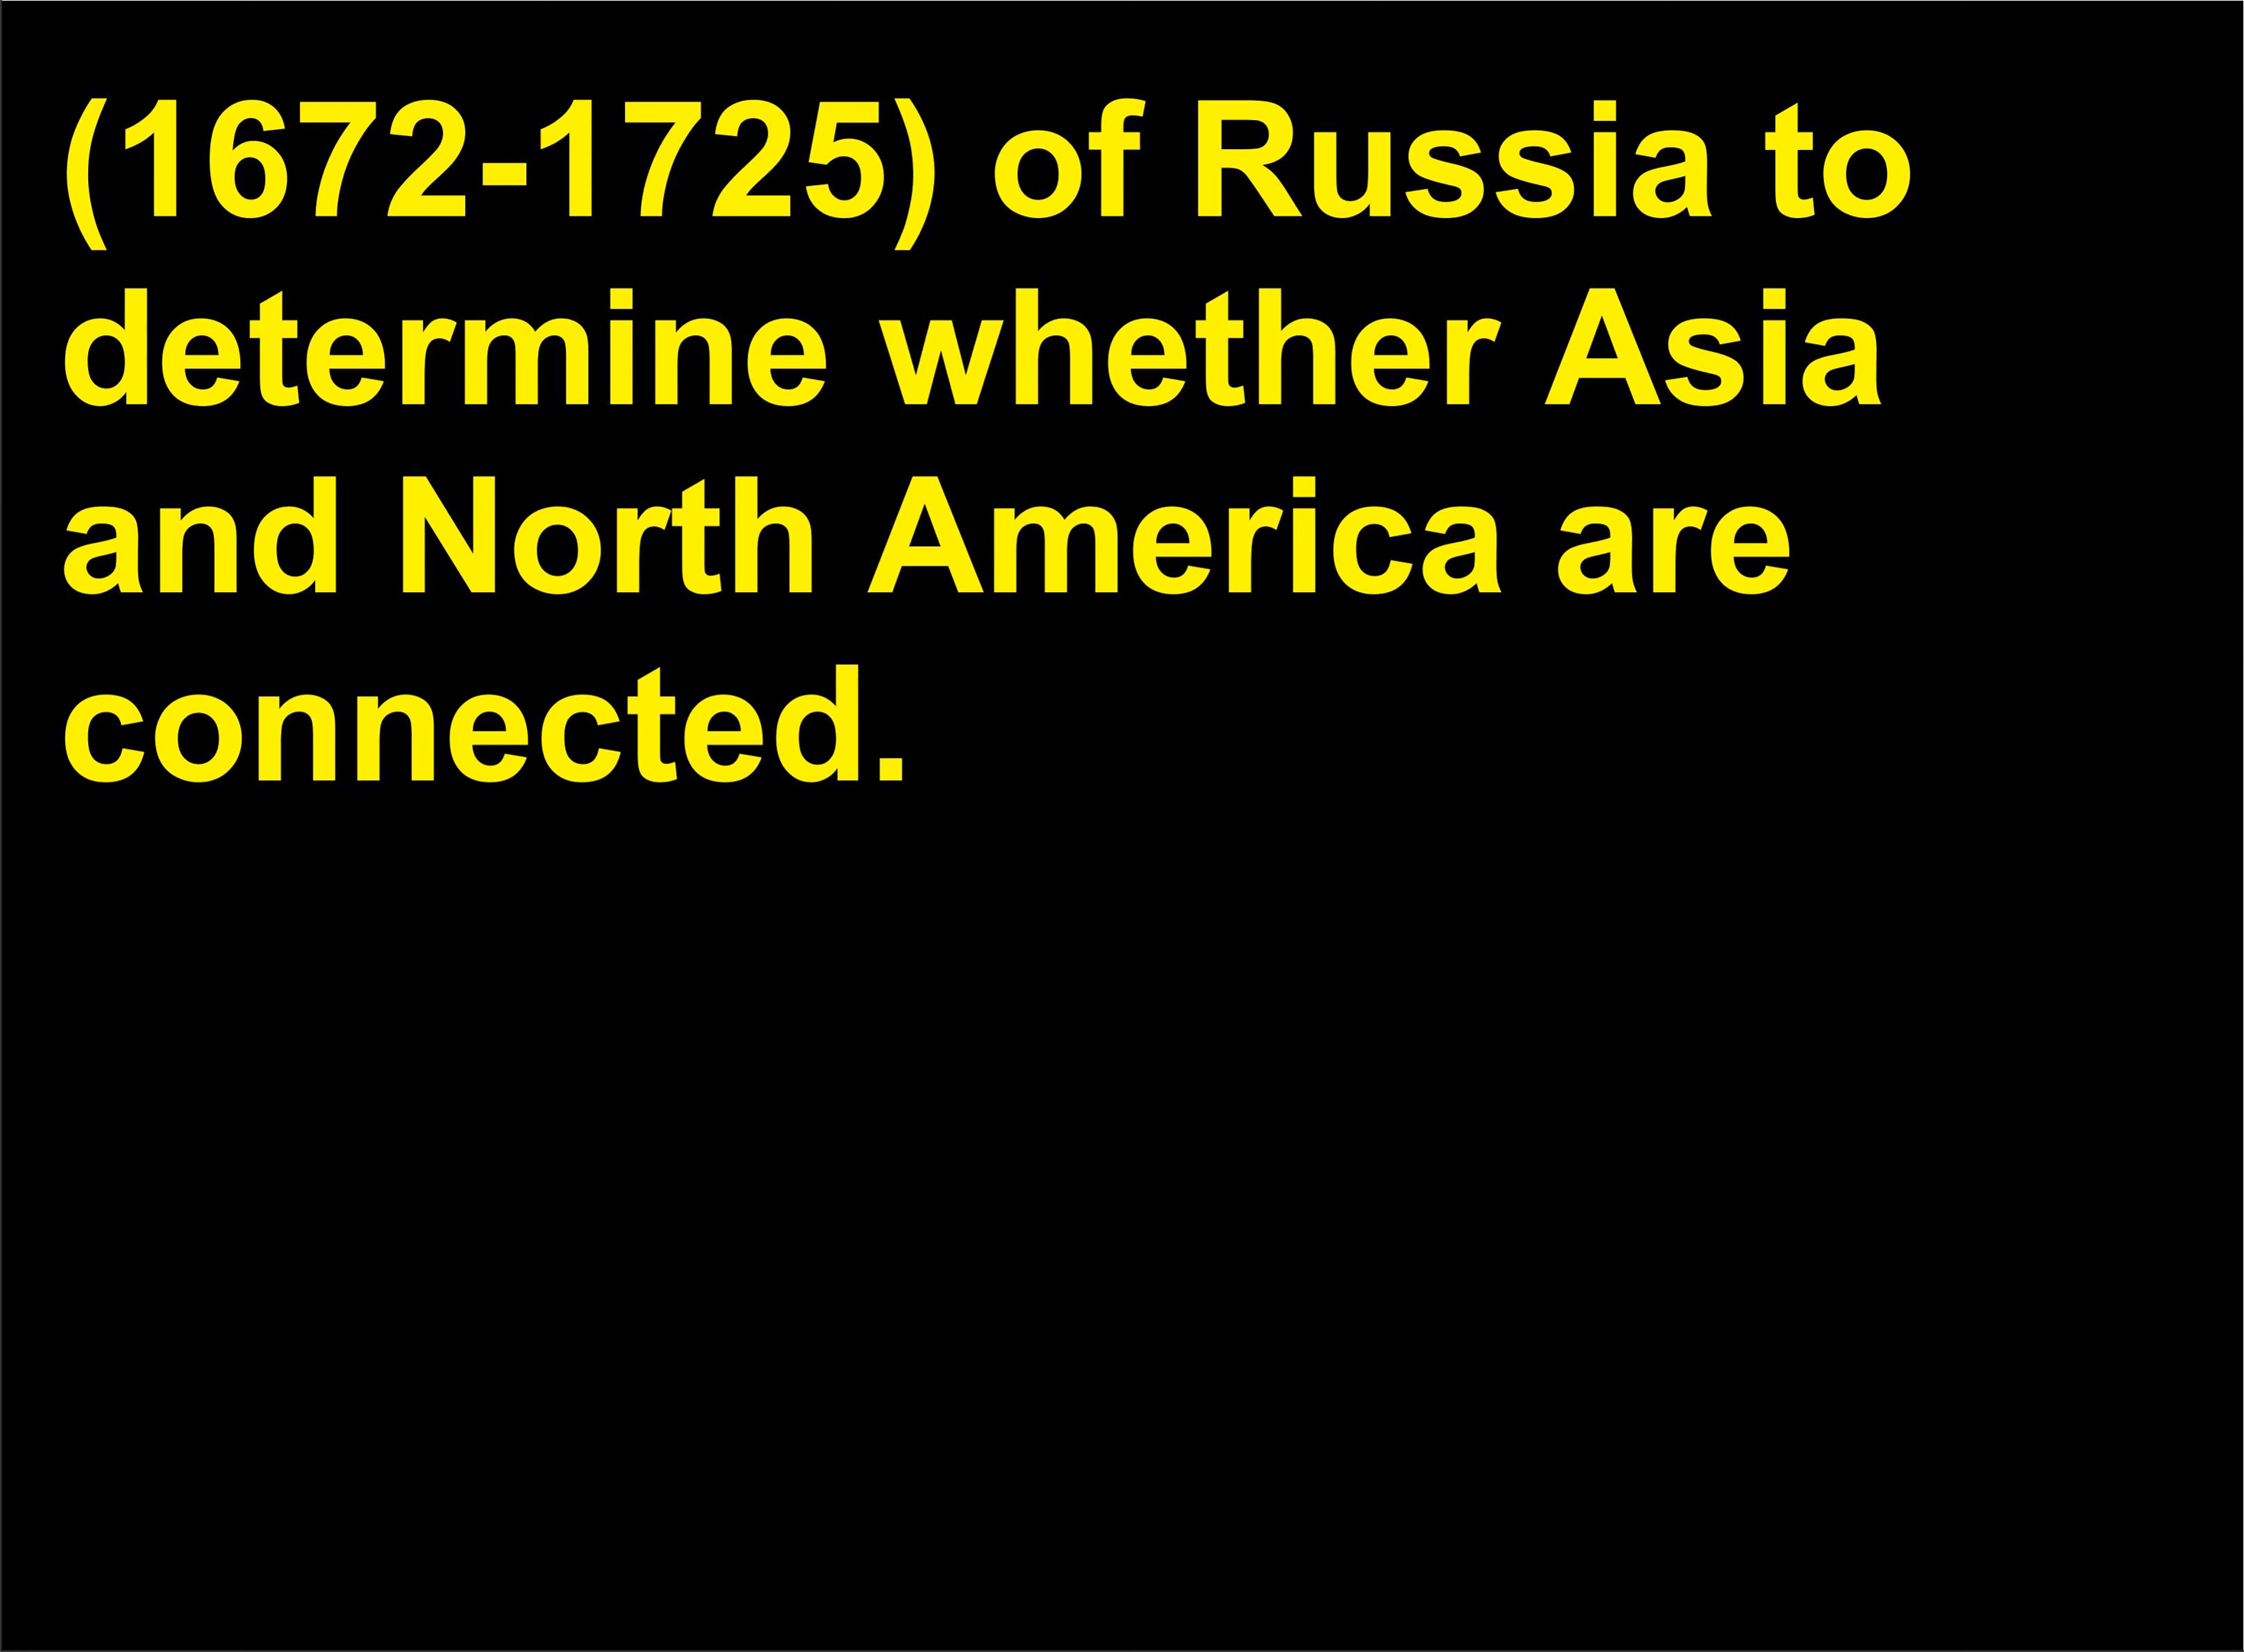 (1672-1725) of Russia to
determine whether Asia
and North America are
connected.